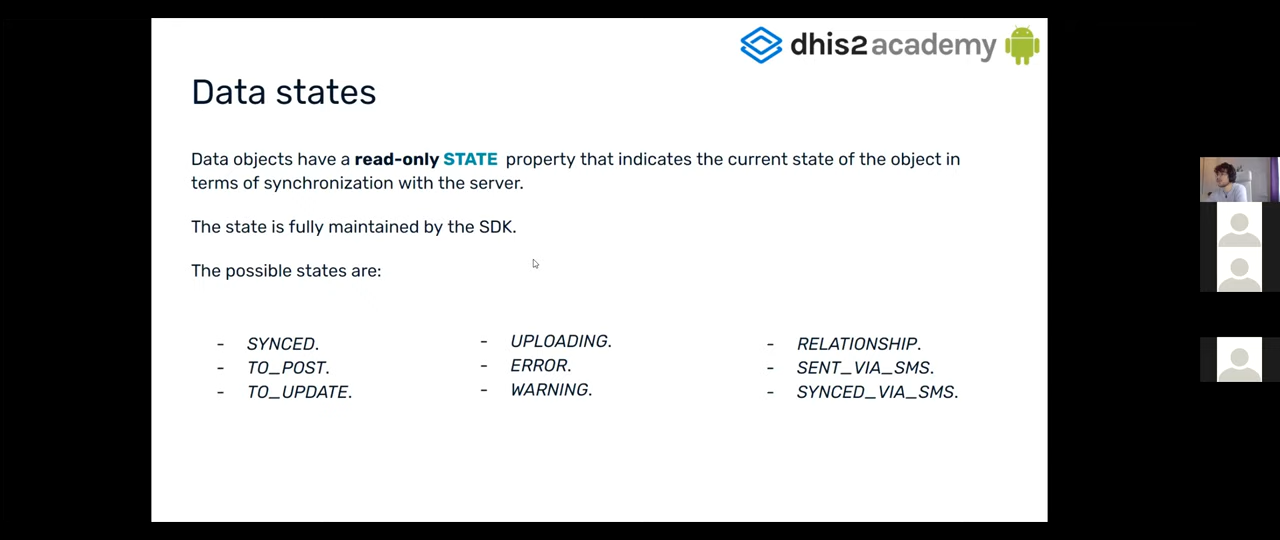 dhis2 academy
Data states
Data objects have a read-only STATE property that indicates the current state of the object in
terms of synchronization with the server.
The state is fully maintained by the SDK.
The possible states are:
- SYNCED.
- TO_POST.
- TO_UPDATE.
- UPLOADING.
- ERROR.
- WARNING.
- RELATIONSHIP.
- SENT_VIA_SMS.
- SYNCED_VIA_SMS.